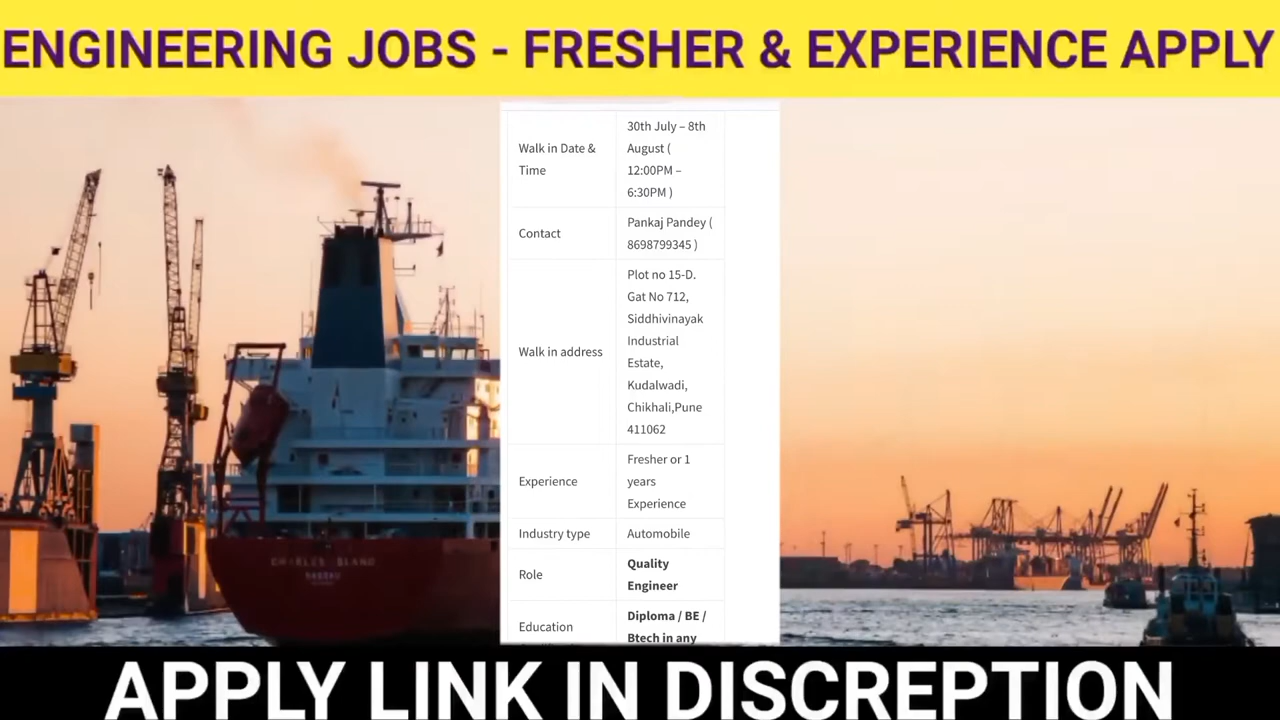 ENGINEERING JOBS - FRESHER & EXPERIENCE APPLY
Walk in Date &
Time
30th July – 8th
August (
12:00PM –
6:30PM )
Contact
Pankaj Pandey (
8698799345 )
Walk in address
Plot no 15-D.
Gat No 712,
Siddhivinayak
Industrial
Estate,
Kudalwadi,
Chikhali,Pune
411062
Experience
Fresher or 1
years
Experience
Industry type
Automobile
Role
Quality
Engineer
Education
Diploma / BE /
Btech in any
NASSAU
APPLY LINK IN DISCREPTION